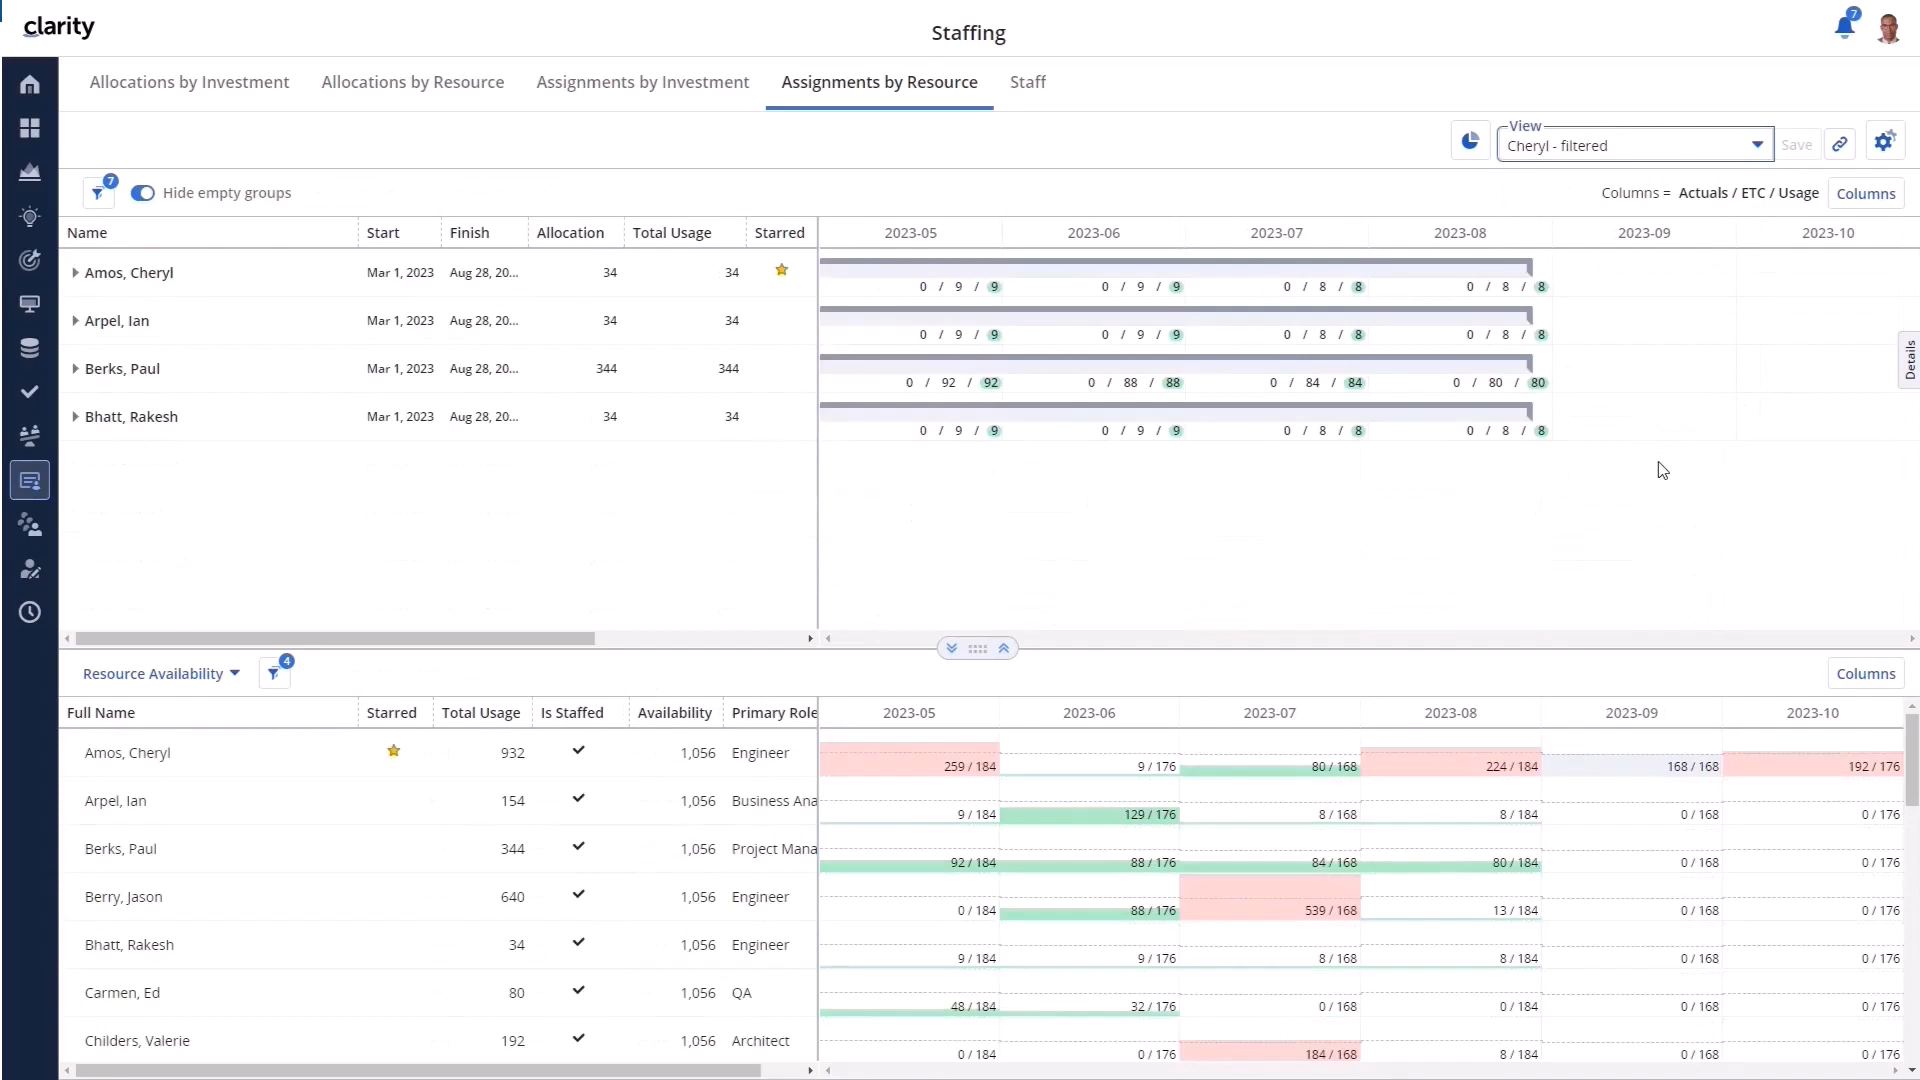 clarity
Staffing
7
Allocations by Investment Allocations by Resource Assignments by Investment Assignments by Resource Staff
View
Cheryl - filtered
Save
7
Hide empty groups
Columns = Actuals / ETC / Usage Columns
Name Start Finish Allocation Total Usage Starred 2023-05 2023-06 2023-07 2023-08 2023-09 2023-10
Amos, Cheryl Mar 1, 2023 Aug 28, 20... 34 34
0 / 9 / 9 0 / 9 / 9 0 / 8 / 8 0 / 8 / 8
Arpel, Ian Mar 1, 2023 Aug 28, 20... 34 34
0 / 9 / 9 0 / 9 / 9 0 / 8 / 8 0 / 8 / 8
Details
Berks, Paul Mar 1, 2023 Aug 28, 20... 344 344
0 / 92 / 92 0 / 88 / 88 0 / 84 / 84 0 / 80 / 80
Bhatt, Rakesh Mar 1, 2023 Aug 28, 20... 34 34
0 / 9 / 9 0 / 9 / 9 0 / 8 / 8 0 / 8 / 8
Resource Availability 4 Columns
Full Name Starred Total Usage Is Staffed Availability Primary Role 2023-05 2023-06 2023-07 2023-08 2023-09 2023-10
Amos, Cheryl 932 1,056 Engineer 259 / 184 9 / 176 80 / 168 224 / 184 168 / 168 192 / 176
Arpel, Ian 154 1,056 Business Ana 9 / 184 129 / 176 8 / 168 8 / 184 0 / 168 0 / 176
Berks, Paul 344 1,056 Project Mana 92 / 184 88 / 176 84 / 168 80 / 184 0 / 168 0 / 176
Berry, Jason 640 1,056 Engineer 0 / 184 88 / 176 539 / 168 13 / 184 0 / 168 0 / 176
Bhatt, Rakesh 34 1,056 Engineer 9 / 184 9 / 176 8 / 168 8 / 184 0 / 168 0 / 176
Carmen, Ed 80 1,056 QA 48 / 184 32 / 176 0 / 168 0 / 184 0 / 168 0 / 176
Childers, Valerie 192 1,056 Architect 0 / 184 0 / 176 184 / 168 8 / 184 0 / 168 0 / 176